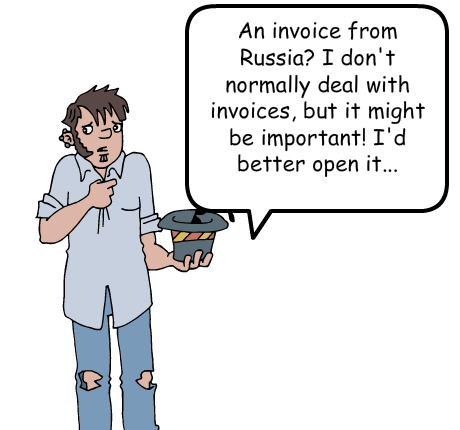 An invoice from
Russia? I don't
normally deal with
invoices, but it might
be important! I'd
better open it...